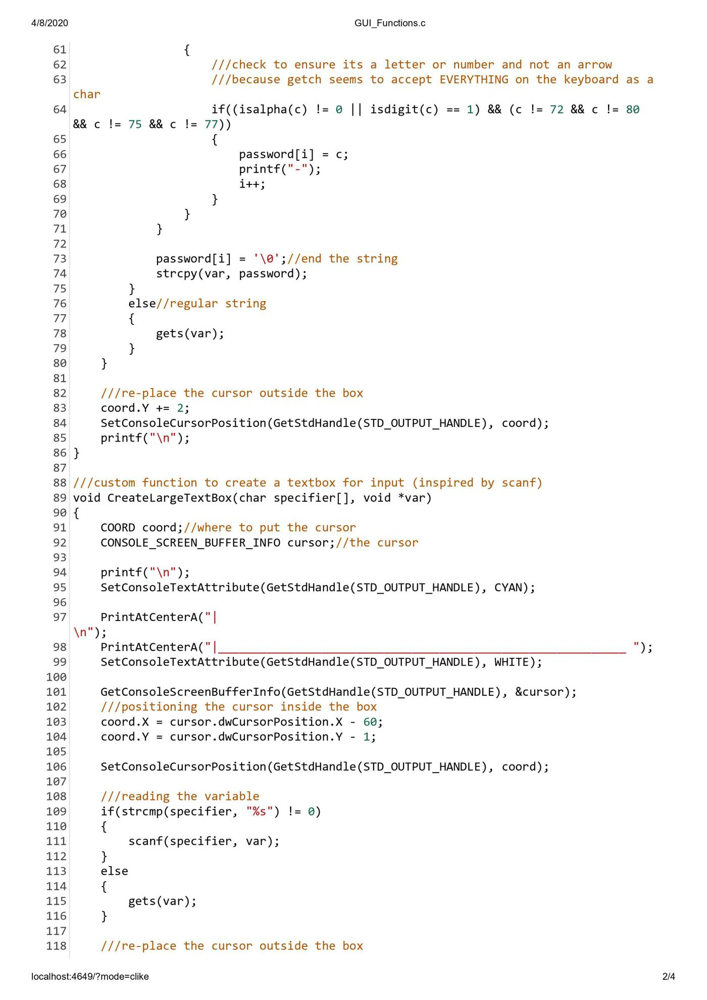 4/8/2020 GUI_Functions.c
61                 {
62                     ///check to ensure its a letter or number and not an arrow
63                     ///because getch seems to accept EVERYTHING on the keyboard as a
char
64                     if((isalpha(c) != 0 || isdigit(c) == 1) && (c != 72 && c != 80
&& c != 75 && c != 77))
65                     {
66                         password[i] = c;
67                         printf("-");
68                         i++;
69                     }
70                 }
71             }
72
73             password[i] = '\0';//end the string
74             strcpy(var, password);
75         }
76         else//regular string
77         {
78             gets(var);
79         }
80     }
81
82     ///re-place the cursor outside the box
83     coord.Y += 2;
84     SetConsoleCursorPosition(GetStdHandle(STD_OUTPUT_HANDLE), coord);
85     printf("\n");
86 }
87
88 ///custom function to create a textbox for input (inspired by scanf)
89 void CreateLargeTextBox(char specifier[], void *var)
90 {
91     COORD coord;//where to put the cursor
92     CONSOLE_SCREEN_BUFFER_INFO cursor;//the cursor
93
94     printf("\n");
95     SetConsoleTextAttribute(GetStdHandle(STD_OUTPUT_HANDLE), CYAN);
96
97     PrintAtCenterA("|
\n");
98     PrintAtCenterA("|___________________________________________________________ ");
99     SetConsoleTextAttribute(GetStdHandle(STD_OUTPUT_HANDLE), WHITE);
100
101     GetConsoleScreenBufferInfo(GetStdHandle(STD_OUTPUT_HANDLE), &cursor);
102     ///positioning the cursor inside the box
103     coord.X = cursor.dwCursorPosition.X - 60;
104     coord.Y = cursor.dwCursorPosition.Y - 1;
105
106     SetConsoleCursorPosition(GetStdHandle(STD_OUTPUT_HANDLE), coord);
107
108     ///reading the variable
109     if(strcmp(specifier, "%s") != 0)
110     {
111         scanf(specifier, var);
112     }
113     else
114     {
115         gets(var);
116     }
117
118     ///re-place the cursor outside the box
localhost:4649/?mode=clike 2/4